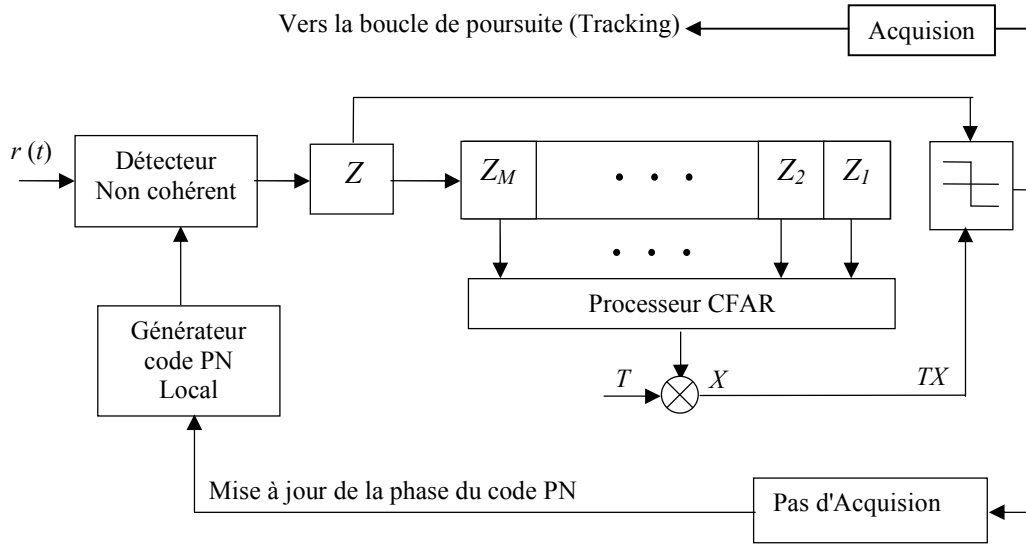 Vers la boucle de poursuite (Tracking)
Acquision
r (t)
Détecteur
Non cohérent
Z
Z_M
. . .
Z_2
Z_1
. . .
Processeur CFAR
Générateur
code PN
Local
T
X
TX
Mise à jour de la phase du code PN
Pas d'Acquision